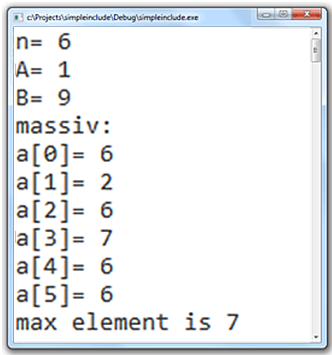 c:\Projects\simpleinclude\Debug\simpleinclude.exe
n= 6
A= 1
B= 9
massiv:
a[0]= 6
a[1]= 2
a[2]= 6
a[3]= 7
a[4]= 6
a[5]= 6
max element is 7